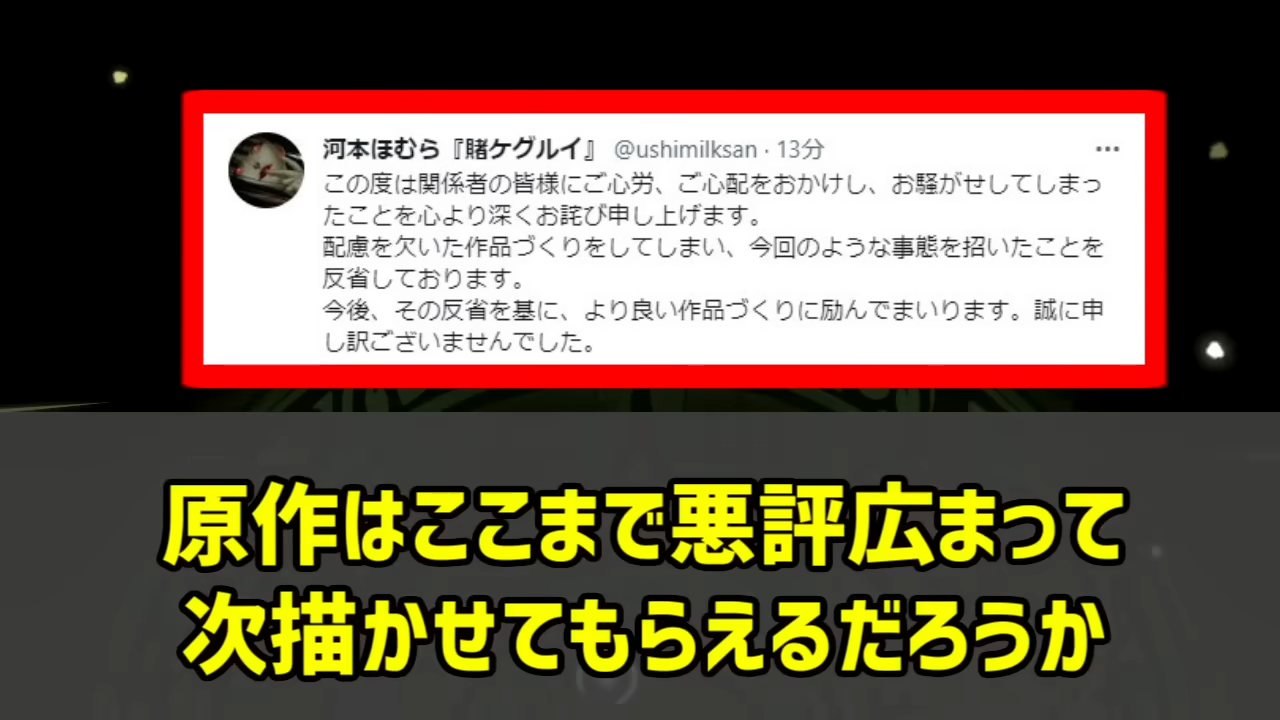 河本ほむら『賭ケグルイ』 @ushimilksan · 13分
この度は関係者の皆様にご心労、ご心配をおかけし、お騒がせしてしまっ
たことを心より深くお詫び申し上げます。
配慮を欠いた作品づくりをしてしまい、今回のような事態を招いたことを
反省しております。
今後、その反省を基に、より良い作品づくりに励んでまいります。誠に申
し訳ございませんでした。
原作はここまで悪評広まって
次描かせてもらえるだろうか